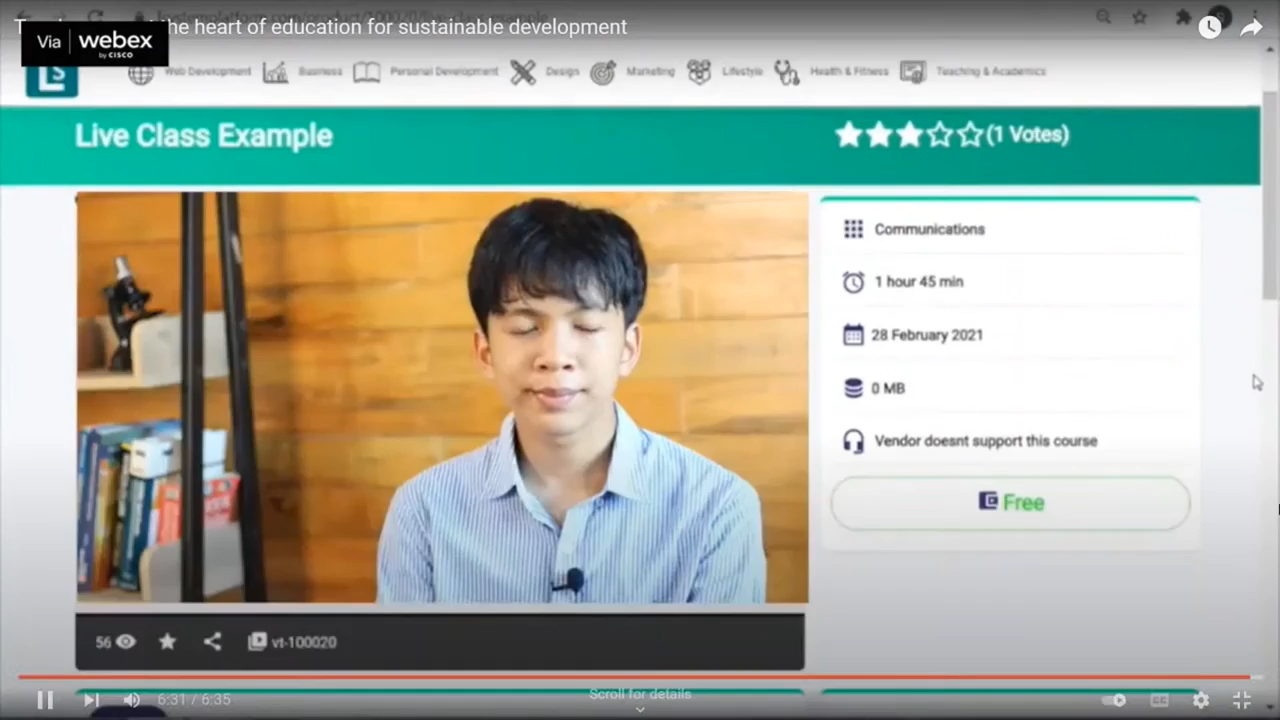 the heart of education for sustainable development
Via webex
by CISCO
LS
Web Development
Business
Personal Development
Design
Marketing
Lifestyle
Health & Fitness
Teaching & Academics
Live Class Example
(1 Votes)
Communications
1 hour 45 min
28 February 2021
0 MB
Vendor doesnt support this course
Free
56
vt-100020
6:31 / 6:35
Scroll for details
CC